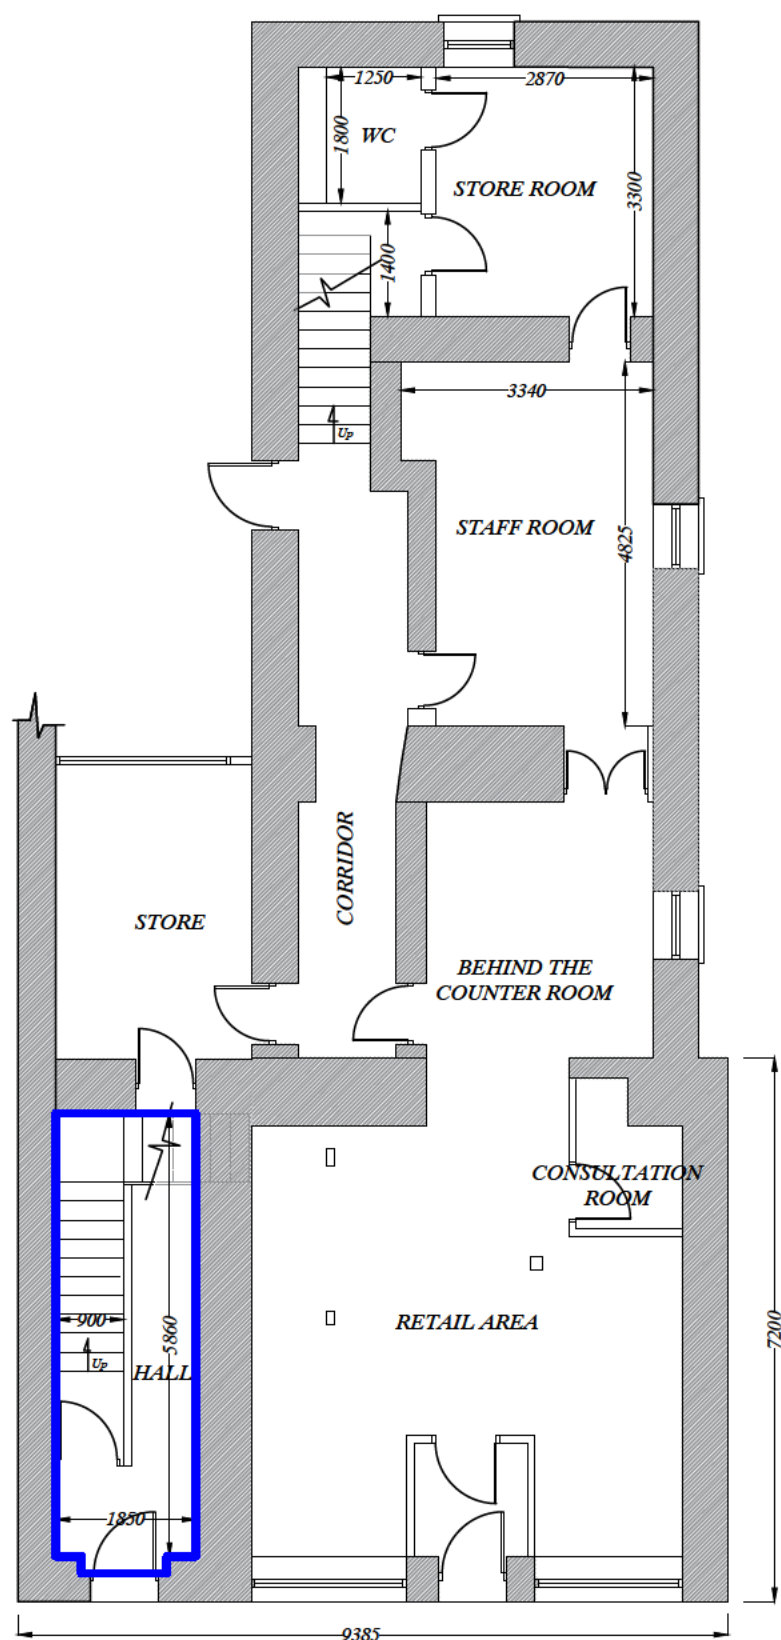 1250
2870
1800
WC
STORE ROOM
3300
1400
3340
UP
STAFF ROOM
4825
CORRIDOR
STORE
BEHIND THE
COUNTER ROOM
CONSULTATION
ROOM
900
5860
RETAIL AREA
7200
UP
HALL
1850
9385